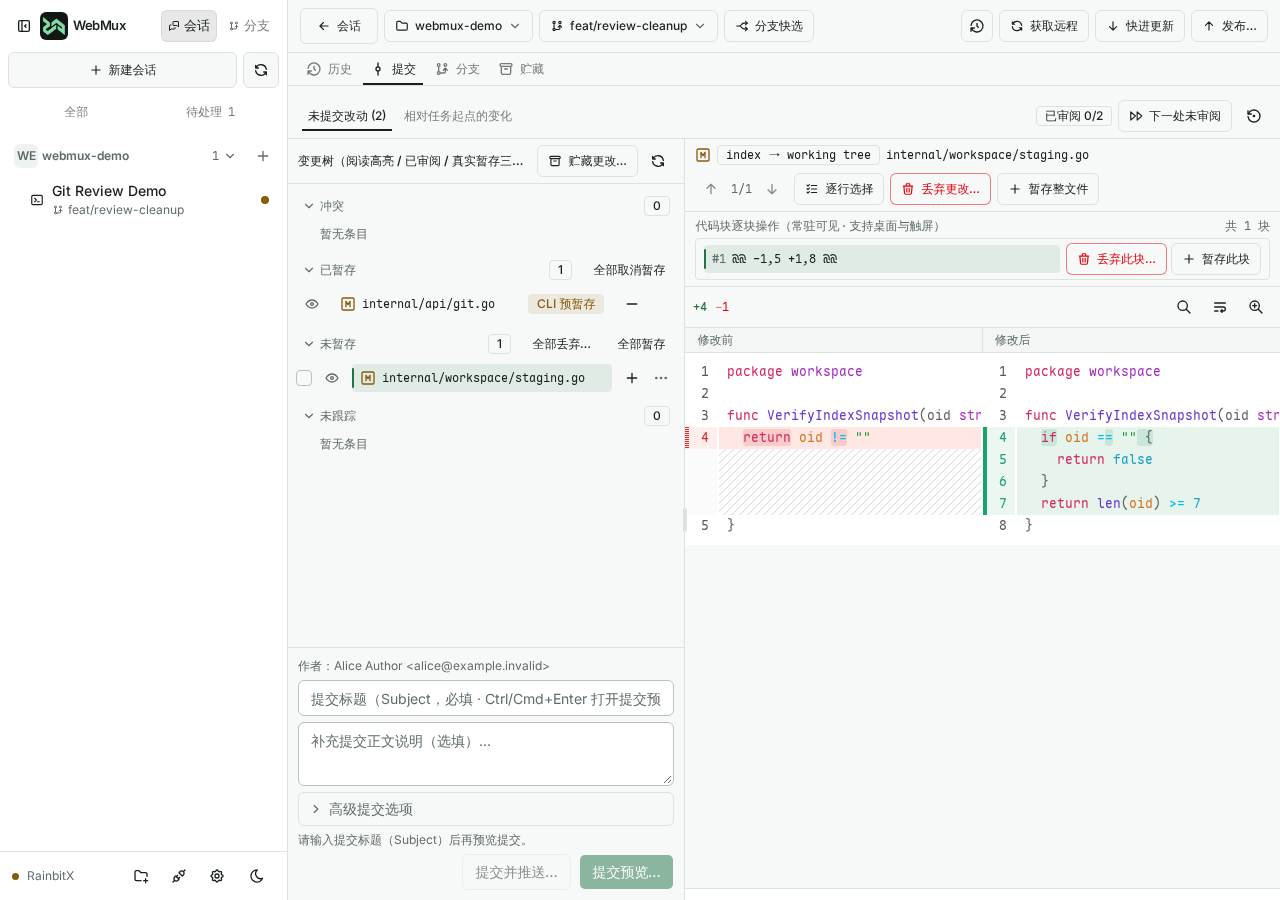 WebMux
会话
分支
新建会话
全部
待处理 1
WE webmux-demo 1
Git Review Demo
feat/review-cleanup
RainbitX
会话
webmux-demo
feat/review-cleanup
分支快选
获取远程
快进更新
发布...
历史
提交
分支
贮藏
未提交改动 (2)
相对任务起点的变化
已审阅 0/2
下一处未审阅
变更树（阅读高亮 / 已审阅 / 真实暂存三...
贮藏更改...
冲突 0
暂无条目
已暂存 1 全部取消暂存
internal/api/git.go CLI 预暂存
未暂存 1 全部丢弃... 全部暂存
internal/workspace/staging.go
未跟踪 0
暂无条目
作者：Alice Author <alice@example.invalid>
提交标题（Subject，必填 · Ctrl/Cmd+Enter 打开提交预
补充提交正文说明（选填）...
高级提交选项
请输入提交标题（Subject）后再预览提交。
提交并推送...
提交预览...
index → working tree internal/workspace/staging.go
1/1
逐行选择
丢弃更改...
暂存整文件
代码块逐块操作（常驻可见 · 支持桌面与触屏） 共 1 块
#1 @@ -1,5 +1,8 @@
丢弃此块...
暂存此块
+4 −1
修改前
1 package workspace
2
3 func VerifyIndexSnapshot(oid str
4 return oid != ""
5 }
修改后
1 package workspace
2
3 func VerifyIndexSnapshot(oid str
4 if oid == "" {
5 return false
6 }
7 return len(oid) >= 7
8 }